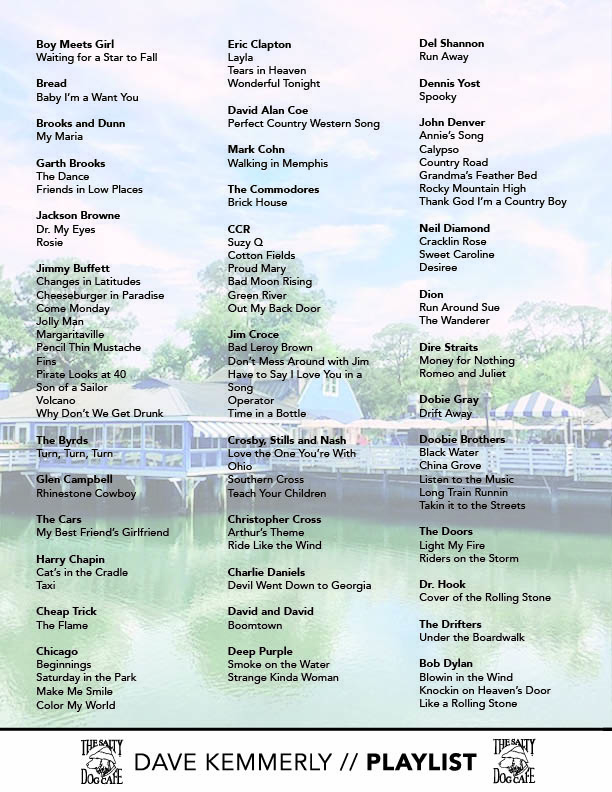 Boy Meets Girl
Waiting for a Star to Fall
Bread
Baby I'm a Want You
Brooks and Dunn
My Maria
Garth Brooks
The Dance
Friends in Low Places
Jackson Browne
Dr. My Eyes
Rosie
Jimmy Buffett
Changes in Latitudes
Cheeseburger in Paradise
Come Monday
Jolly Man
Margaritaville
Pencil Thin Mustache
Fins
Pirate Looks at 40
Son of a Sailor
Volcano
Why Don't We Get Drunk
The Byrds
Turn, Turn, Turn
Glen Campbell
Rhinestone Cowboy
The Cars
My Best Friend's Girlfriend
Harry Chapin
Cat's in the Cradle
Taxi
Cheap Trick
The Flame
Chicago
Beginnings
Saturday in the Park
Make Me Smile
Color My World
Eric Clapton
Layla
Tears in Heaven
Wonderful Tonight
David Alan Coe
Perfect Country Western Song
Mark Cohn
Walking in Memphis
The Commodores
Brick House
CCR
Suzy Q
Cotton Fields
Proud Mary
Bad Moon Rising
Green River
Out My Back Door
Jim Croce
Bad Leroy Brown
Don't Mess Around with Jim
Have to Say I Love You in a
Song
Operator
Time in a Bottle
Crosby, Stills and Nash
Love the One You're With
Ohio
Southern Cross
Teach Your Children
Christopher Cross
Arthur's Theme
Ride Like the Wind
Charlie Daniels
Devil Went Down to Georgia
David and David
Boomtown
Deep Purple
Smoke on the Water
Strange Kinda Woman
Del Shannon
Run Away
Dennis Yost
Spooky
John Denver
Annie's Song
Calypso
Country Road
Grandma's Feather Bed
Rocky Mountain High
Thank God I'm a Country Boy
Neil Diamond
Cracklin Rose
Sweet Caroline
Desiree
Dion
Run Around Sue
The Wanderer
Dire Straits
Money for Nothing
Romeo and Juliet
Dobie Gray
Drift Away
Doobie Brothers
Black Water
China Grove
Listen to the Music
Long Train Runnin
Takin it to the Streets
The Doors
Light My Fire
Riders on the Storm
Dr. Hook
Cover of the Rolling Stone
The Drifters
Under the Boardwalk
Bob Dylan
Blowin in the Wind
Knockin on Heaven's Door
Like a Rolling Stone
THE SALTY
DOG CAFE
DAVE KEMMERLY // PLAYLIST
THE SALTY
DOG CAFE